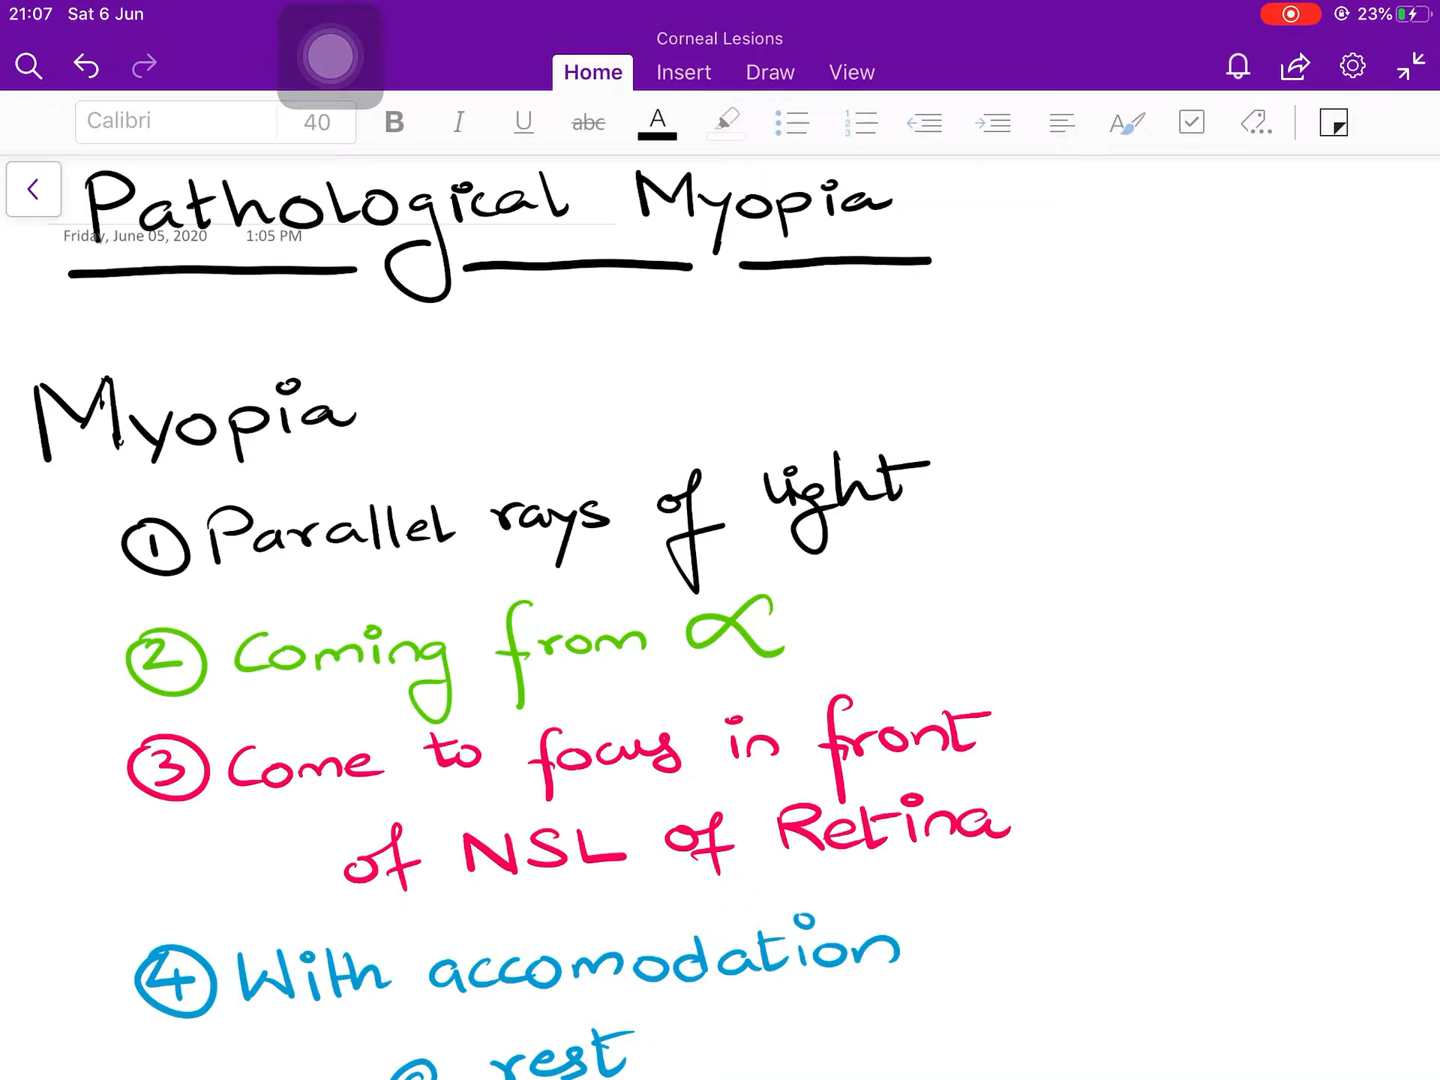 21:07 Sat 6 Jun 23%
Corneal Lesions
Home Insert Draw View
Calibri 40 B I U abc A
Pathological Myopia
Friday, June 05, 2020 1:05 PM
Myopia
① Parallel rays of light
② Coming from ∝
③ Come to focus in front
of NSL of Retina
④ With accomodation
@ rest